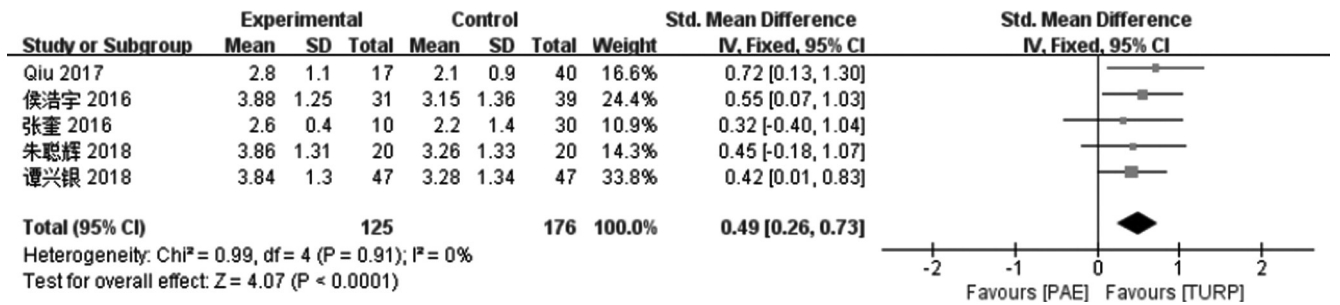 Experimental Control Std. Mean Difference Std. Mean Difference
Study or Subgroup Mean SD Total Mean SD Total Weight IV, Fixed, 95% CI IV, Fixed, 95% CI
Qiu 2017 2.8 1.1 17 2.1 0.9 40 16.6% 0.72 [0.13, 1.30]
侯浩宇 2016 3.88 1.25 31 3.15 1.36 39 24.4% 0.55 [0.07, 1.03]
张奎 2016 2.6 0.4 10 2.2 1.4 30 10.9% 0.32 [-0.40, 1.04]
朱聪辉 2018 3.86 1.31 20 3.26 1.33 20 14.3% 0.45 [-0.18, 1.07]
谭兴银 2018 3.84 1.3 47 3.28 1.34 47 33.8% 0.42 [0.01, 0.83]
Total (95% CI) 125 176 100.0% 0.49 [0.26, 0.73]
Heterogeneity: Chi² = 0.99, df = 4 (P = 0.91); I² = 0%
Test for overall effect: Z = 4.07 (P < 0.0001)
-2 -1 0 1 2
Favours [PAE] Favours [TURP]